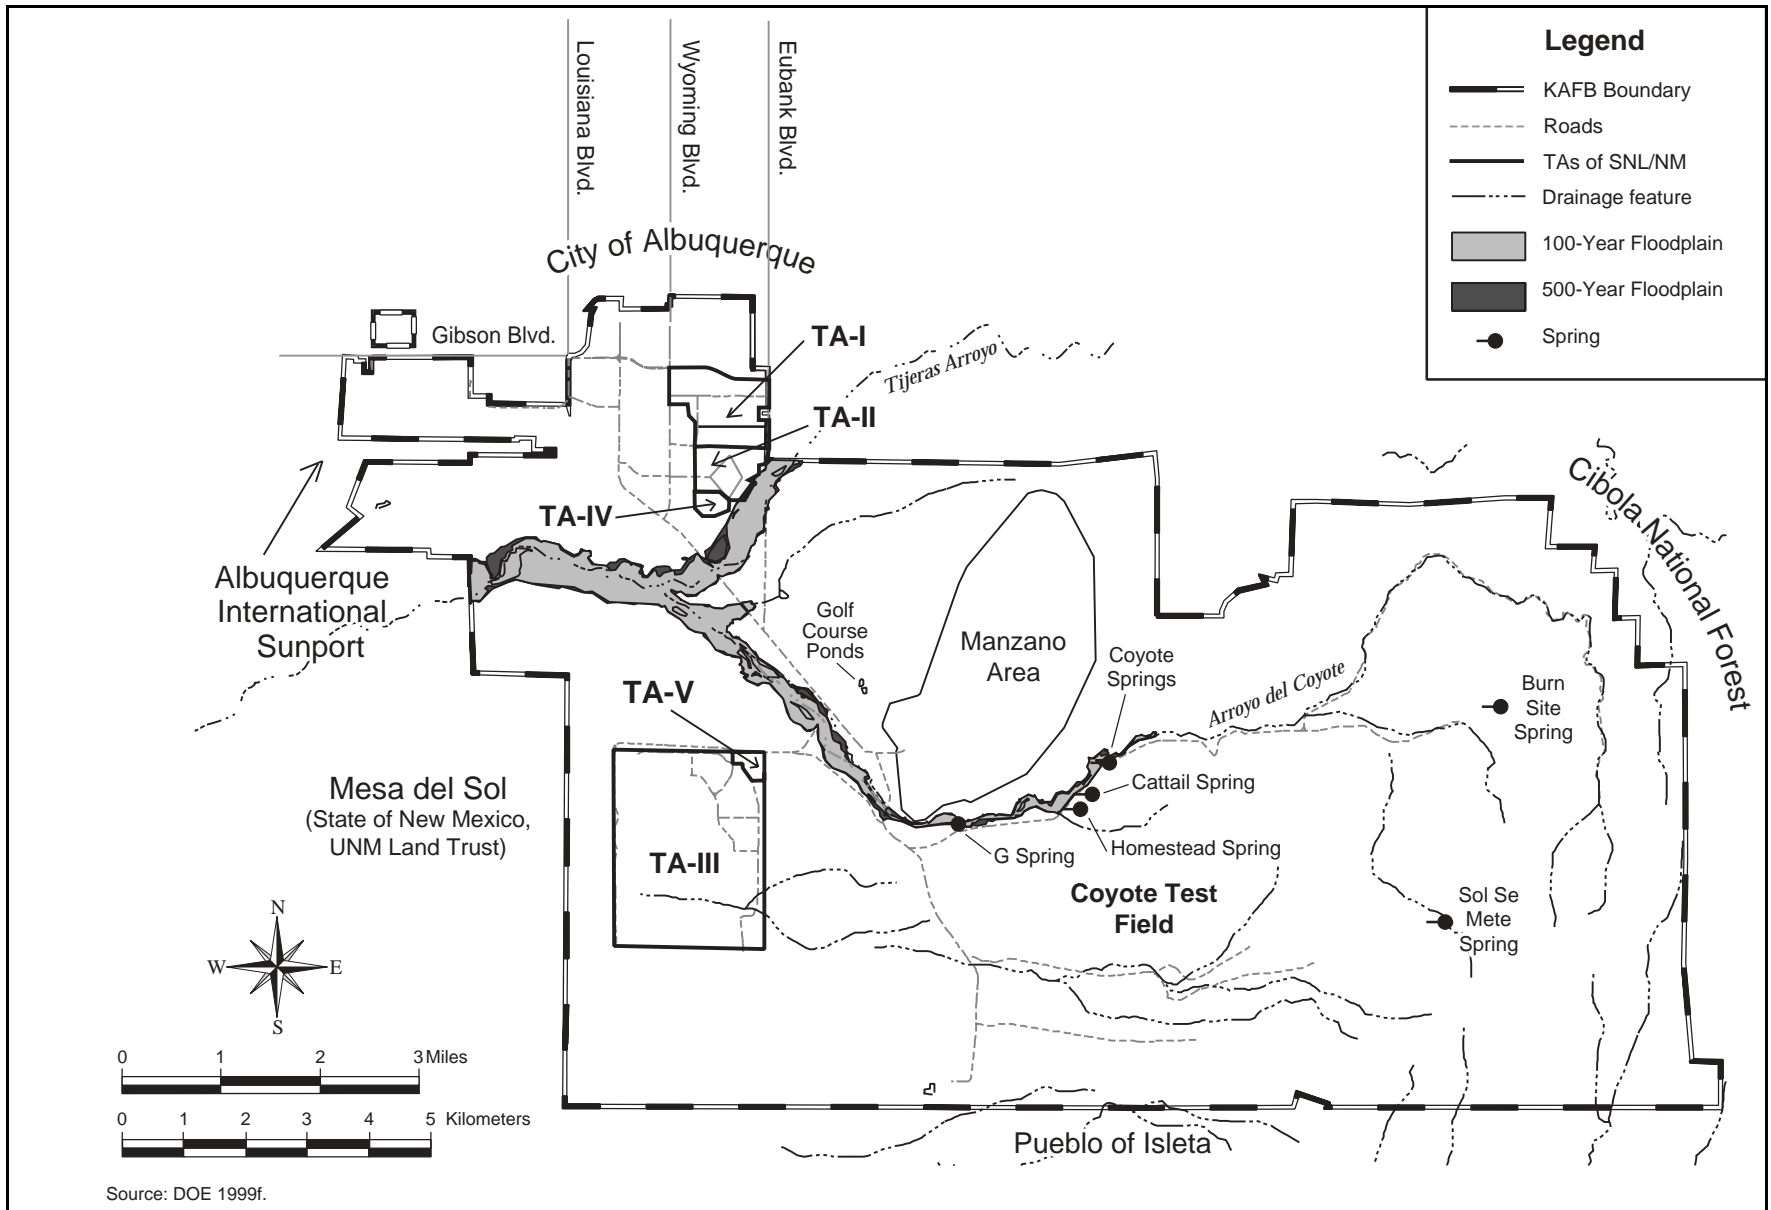 Legend
KAFB Boundary
Roads
TAs of SNL/NM
Drainage feature
100-Year Floodplain
500-Year Floodplain
Spring
Louisiana Blvd.
Wyoming Blvd.
Eubank Blvd.
City of Albuquerque
Gibson Blvd.
TA-I
Tijeras Arroyo
TA-II
TA-IV
Cibola National Forest
Albuquerque
International
Sunport
Golf
Course
Ponds
Manzano
Area
Coyote
Springs
Arroyo del Coyote
Burn
Site
Spring
TA-V
Mesa del Sol
(State of New Mexico,
UNM Land Trust)
Cattail Spring
Homestead Spring
G Spring
TA-III
Coyote Test
Field
Sol Se
Mete
Spring
N
W
E
S
0 1 2 3 Miles
0 1 2 3 4 5 Kilometers
Pueblo of Isleta
Source: DOE 1999f.